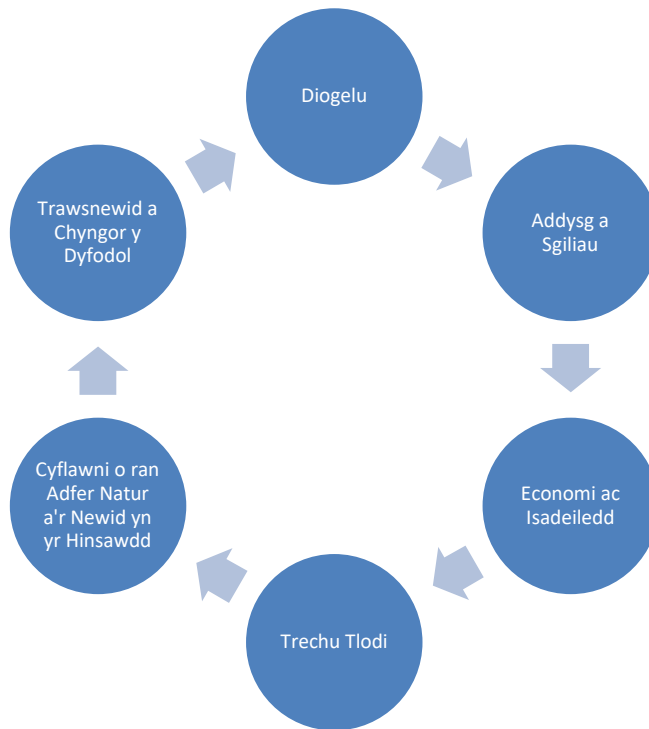 Diogelu
Addysg a
Sgiliau
Economi ac
Isadeiledd
Trechu Tlodi
Cyflawni o ran
Adfer Natur
a'r Newid yn
yr Hinsawdd
Trawsnewid a
Chyngor y
Dyfodol